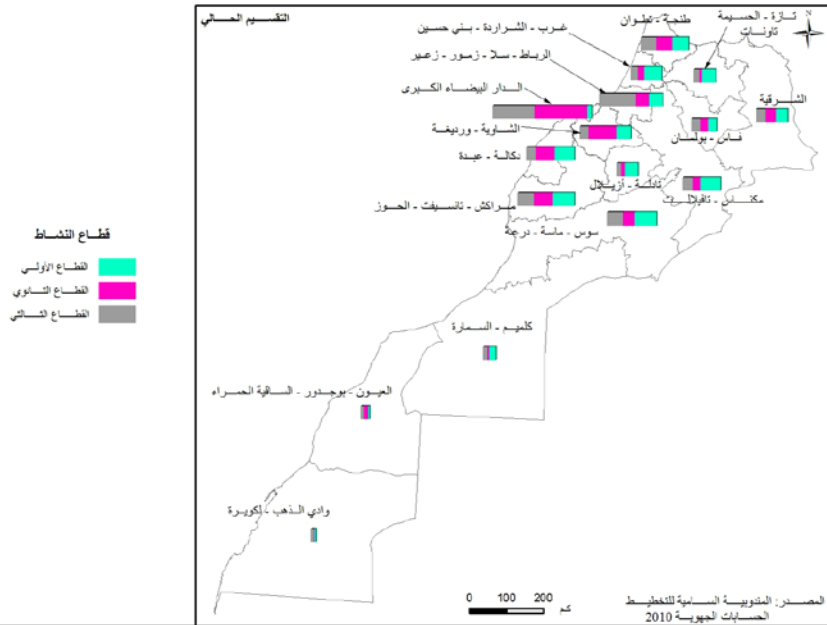 التقسيم الحالي
N
طنجة - تطوان
تازة - الحسيمة
تاونات
غرب - الشراردة - بني حسين
الرباط - سلا - زمور - زعير
الدار البيضاء الكبرى
الشرقية
الشاوية - ورديغة
فاس - بولمان
دكالة - عبدة
تادلة - أزيلال
مكناس - تافيلالت
مراكش - تانسيفت - الحوز
سوس - ماسة - درعة
قطاع النشاط
القطاع الأولي
القطاع الثانوي
القطاع الثالثي
كلميم - السمارة
العيون - بوجدور - الساقية الحمراء
وادي الذهب - لكويرة
0 100 200
كم
المصدر: المندوبية السامية للتخطيط
الحسابات الجهوية 2010